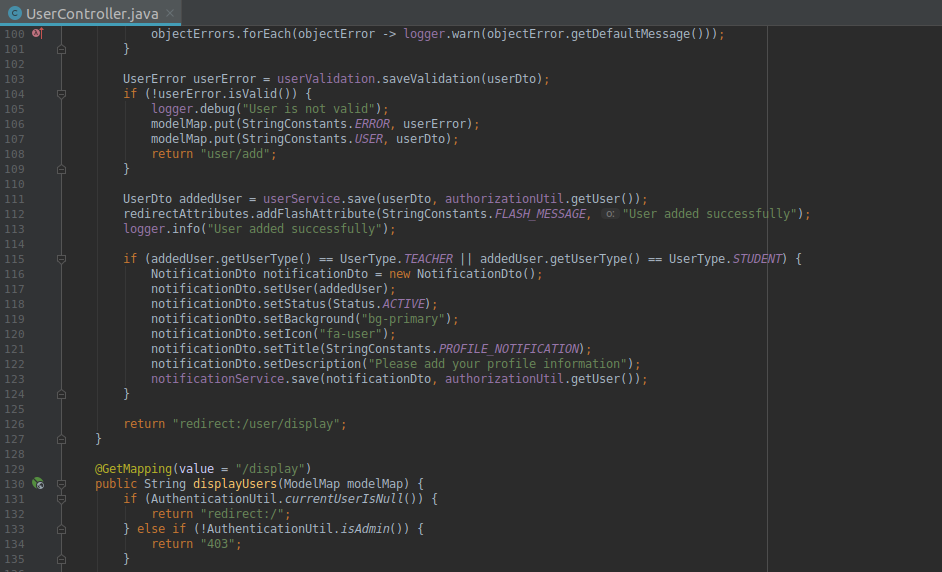 UserController.java ×
100 objectErrors.forEach(objectError -> logger.warn(objectError.getDefaultMessage()));
101 }
102
103 UserError userError = userValidation.saveValidation(userDto);
104 if (!userError.isValid()) {
105 logger.debug("User is not valid");
106 modelMap.put(StringConstants.ERROR, userError);
107 modelMap.put(StringConstants.USER, userDto);
108 return "user/add";
109 }
110
111 UserDto addedUser = userService.save(userDto, authorizationUtil.getUser());
112 redirectAttributes.addFlashAttribute(StringConstants.FLASH_MESSAGE, o: "User added successfully");
113 logger.info("User added successfully");
114
115 if (addedUser.getUserType() == UserType.TEACHER || addedUser.getUserType() == UserType.STUDENT) {
116 NotificationDto notificationDto = new NotificationDto();
117 notificationDto.setUser(addedUser);
118 notificationDto.setStatus(Status.ACTIVE);
119 notificationDto.setBackground("bg-primary");
120 notificationDto.setIcon("fa-user");
121 notificationDto.setTitle(StringConstants.PROFILE_NOTIFICATION);
122 notificationDto.setDescription("Please add your profile information");
123 notificationService.save(notificationDto, authorizationUtil.getUser());
124 }
125
126 return "redirect:/user/display";
127 }
128
129 @GetMapping(value = "/display")
130 public String displayUsers(ModelMap modelMap) {
131 if (AuthenticationUtil.currentUserIsNull()) {
132 return "redirect:/";
133 } else if (!AuthenticationUtil.isAdmin()) {
134 return "403";
135 }